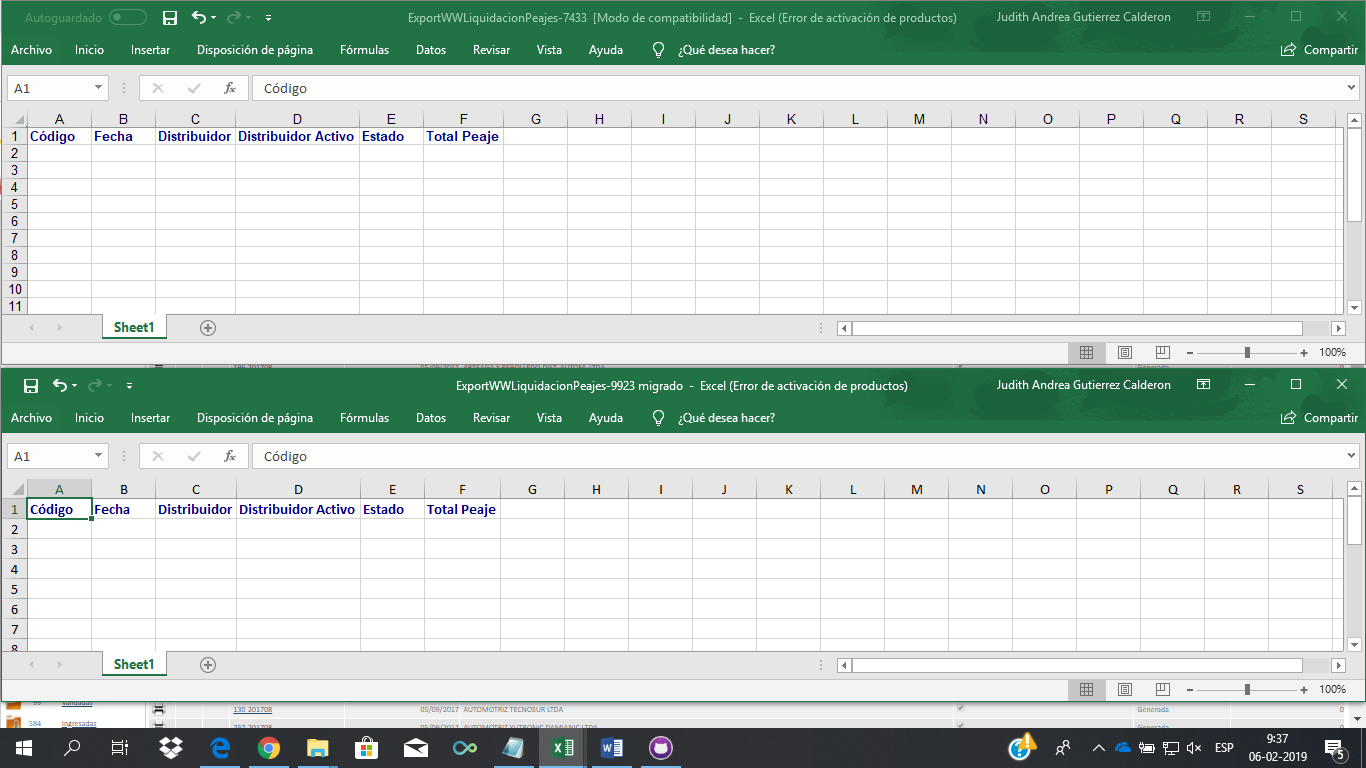 Autoguardado
ExportWWLiquidacionPeajes-7433 [Modo de compatibilidad] - Excel (Error de activación de productos)
Judith Andrea Gutierrez Calderon
Archivo Inicio Insertar Disposición de página Fórmulas Datos Revisar Vista Ayuda ¿Qué desea hacer? Compartir
A1 fx Código
A B C D E F G H I J K L M N O P Q R S
1 Código Fecha Distribuidor Distribuidor Activo Estado Total Peaje
2
3
4
5
6
7
8
9
10
11
Sheet1
100%
ExportWWLiquidacionPeajes-9923 migrado - Excel (Error de activación de productos)
Judith Andrea Gutierrez Calderon
Archivo Inicio Insertar Disposición de página Fórmulas Datos Revisar Vista Ayuda ¿Qué desea hacer? Compartir
A1 fx Código
A B C D E F G H I J K L M N O P Q R S
1 Código Fecha Distribuidor Distribuidor Activo Estado Total Peaje
2
3
4
5
6
7
8
Sheet1
100%
130 201708 05/09/2017 AUTOMOTRIZ TECNOSUR LTDA Generada 0
584 Ingresadas
ESP
9:37
06-02-2019
5